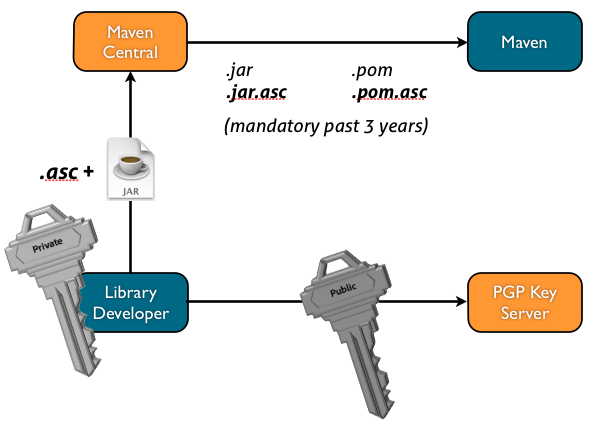 Maven
Central
Maven
.jar .pom
.jar.asc .pom.asc
(mandatory past 3 years)
.asc +
JAR
Private
Library
Developer
Public
PGP Key
Server